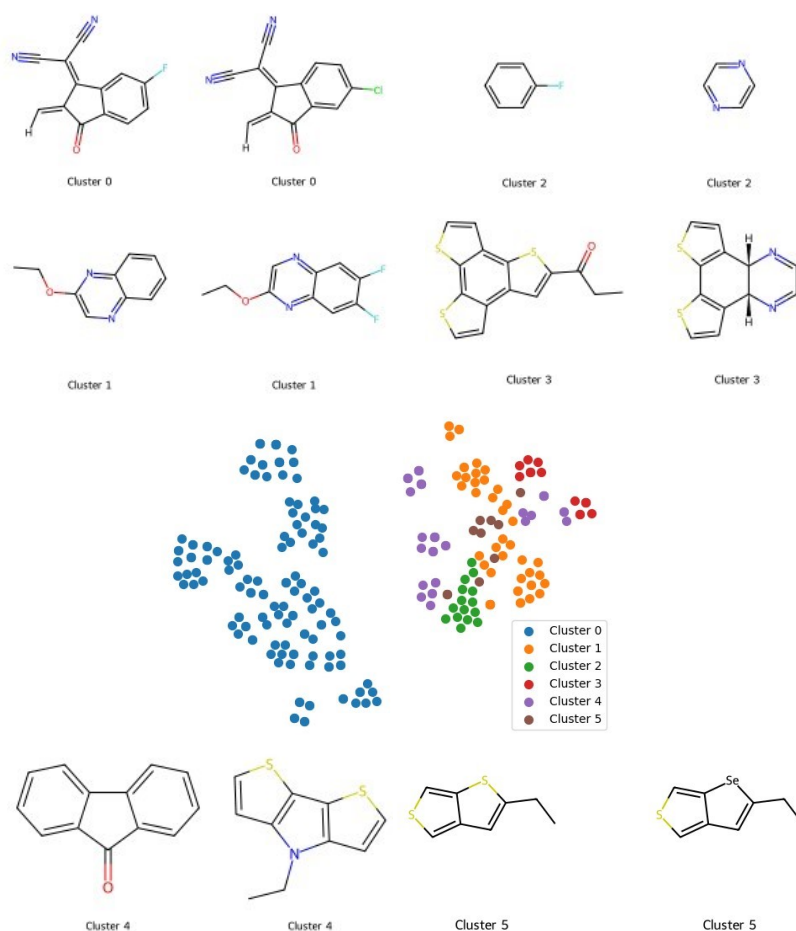 N
N
F
H
O
Cluster 0
N
N
Cl
H
O
Cluster 0
F
Cluster 2
N
N
Cluster 2
N
O
N
Cluster 1
N
F
O
N
F
Cluster 1
S
S
O
S
Cluster 3
H
S
N
N
S
H
Cluster 3
Cluster 0
Cluster 1
Cluster 2
Cluster 3
Cluster 4
Cluster 5
O
Cluster 4
S
S
N
Cluster 4
S
S
Cluster 5
Se
S
Cluster 5